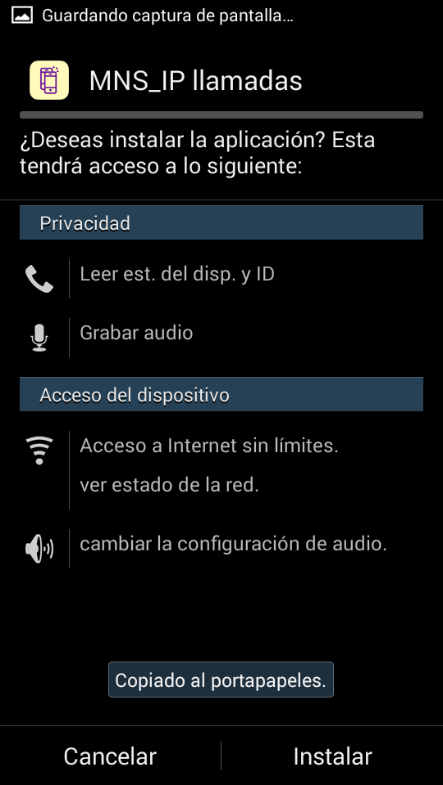 Guardando captura de pantalla...
MNS_IP llamadas
¿Deseas instalar la aplicación? Esta
tendrá acceso a lo siguiente:
Privacidad
Leer est. del disp. y ID
Grabar audio
Acceso del dispositivo
Acceso a Internet sin límites.
ver estado de la red.
cambiar la configuración de audio.
Copiado al portapapeles.
Cancelar
Instalar